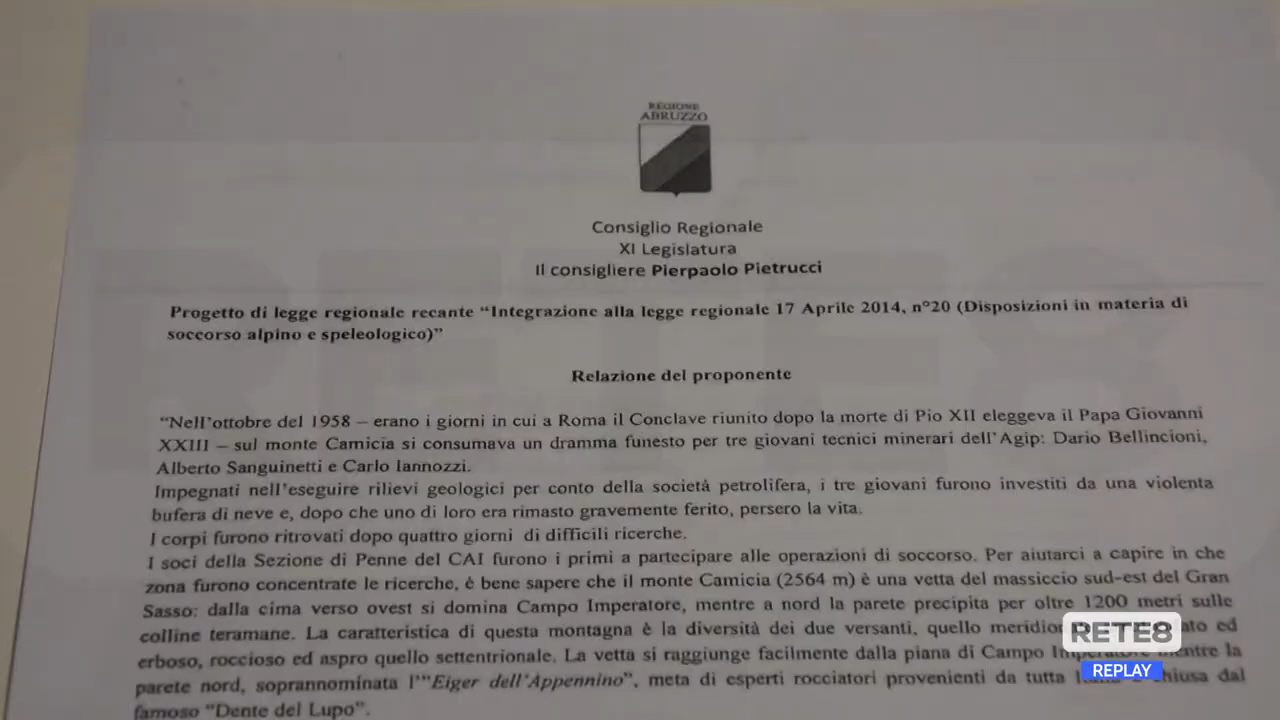 REGIONE
ABRUZZO
Consiglio Regionale
XI Legislatura
Il consigliere Pierpaolo Pietrucci
Progetto di legge regionale recante “Integrazione alla legge regionale 17 Aprile 2014, n°20 (Disposizioni in materia di
soccorso alpino e speleologico)”
Relazione del proponente
“Nell’ottobre del 1958 – erano i giorni in cui a Roma il Conclave riunito dopo la morte di Pio XII eleggeva il Papa Giovanni
XXIII – sul monte Camicia si consumava un dramma funesto per tre giovani tecnici minerari dell’Agip: Dario Bellincioni,
Alberto Sanguinetti e Carlo Iannozzi.
Impegnati nell’eseguire rilievi geologici per conto della società petrolifera, i tre giovani furono investiti da una violenta
bufera di neve e, dopo che uno di loro era rimasto gravemente ferito, persero la vita.
I corpi furono ritrovati dopo quattro giorni di difficili ricerche.
I soci della Sezione di Penne del CAI furono i primi a partecipare alle operazioni di soccorso. Per aiutarci a capire in che
zona furono concentrate le ricerche, è bene sapere che il monte Camicia (2564 m) è una vetta del massiccio sud-est del Gran
Sasso: dalla cima verso ovest si domina Campo Imperatore, mentre a nord la parete precipita per oltre 1200 metri sulle
colline teramane. La caratteristica di questa montagna è la diversità dei due versanti, quello ed
erboso, roccioso ed aspro quello settentrionale. La vetta si raggiunge facilmente dalla piana di Campo mentre la
parete nord, soprannominata l’"Eiger dell’Appennino”, meta di esperti rocciatori provenienti da tutta chiusa dal
famoso “Dente del Lupo”.
RETE8
REPLAY